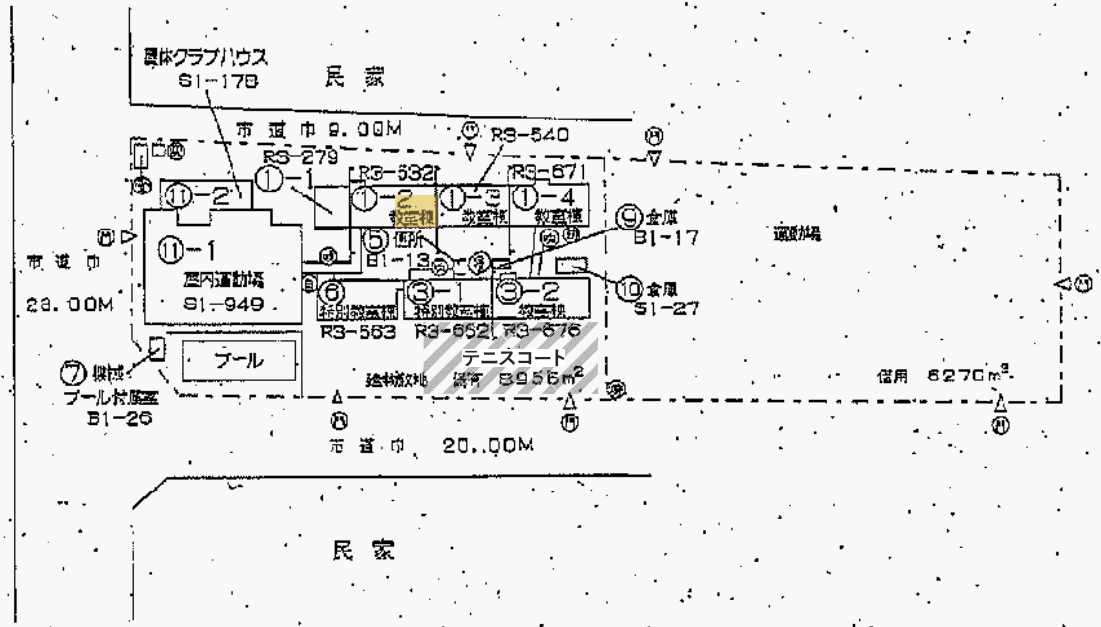 屋体クラブハウス
S1-178
民家
市道巾 9.00M
R3-540
R3-279
①-1
R3-632
R3-671
⑪-2
①-2
教室棟
①-3
教室棟
①-4
教室棟
⑨ 倉庫
B1-17
運動場
⑤ 便所
B1-13
⑪-1
屋内運動場
S1-949
市道巾
28.00M
⑥
特別教室棟
R3-563
③-1
特別教室棟
R3-652
③-2
教室棟
R3-676
⑩ 倉庫
S1-27
プール
テニスコート
⑦ 機械
プール付属室
B1-26
8956m²
借用 6270m²
市道巾 20.00M
民家